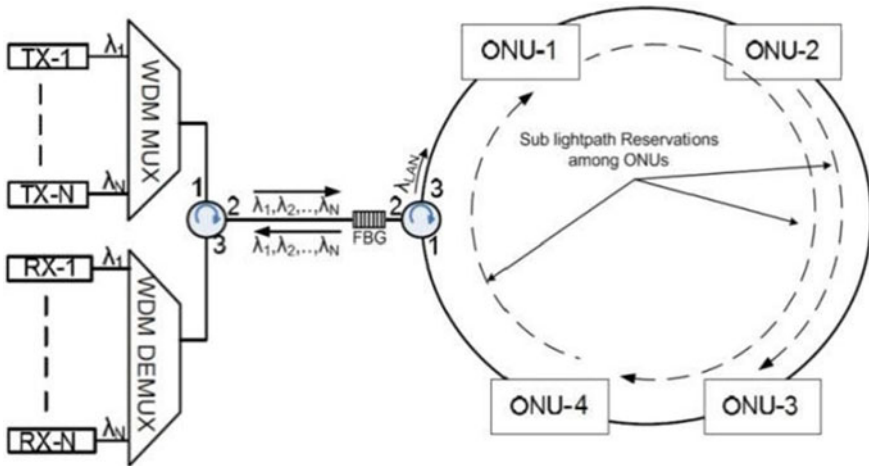 TX-1
λ1
TX-N
λN
WDM MUX
RX-1
λ1
RX-N
λN
WDM DEMUX
1
2
3
λ1,λ2,..,λN
λ1,λ2,..,λN
FBG
2
3
1
λLAN
ONU-1
ONU-2
Sub lightpath Reservations
among ONUs
ONU-4
ONU-3